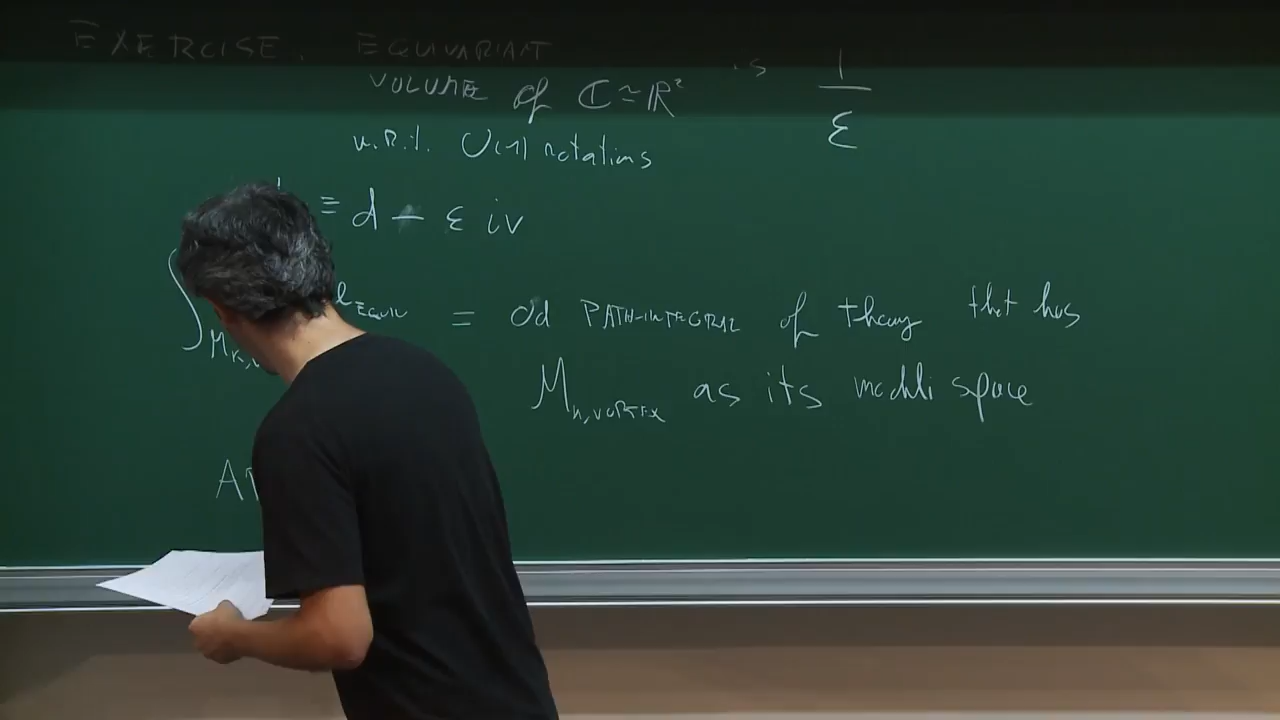 EXERCISE. EQUIVARIANT
VOLUME of ℂ ≃ ℝ² is 1/ε
w.R.t. U(1) rotations
≡ d - ε iv
∫ M EQUIV = 0d PATH-INTEGRAL of theory that has
M n,VORTEX as its moduli space